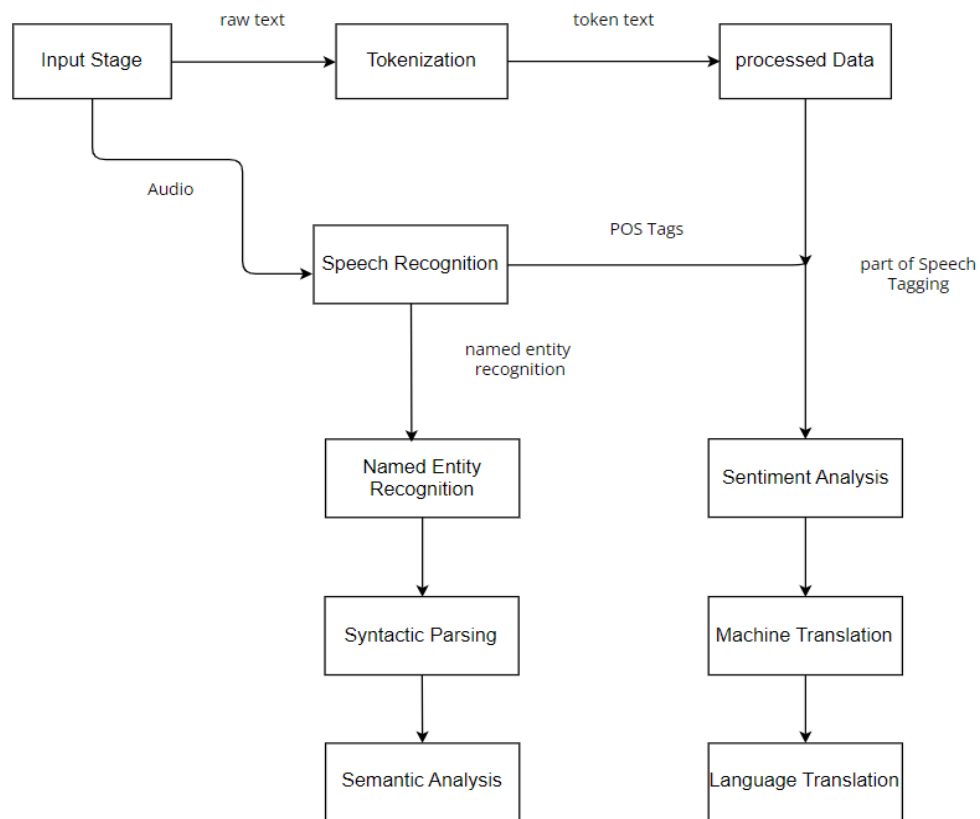 raw text
token text
Input Stage
Tokenization
processed Data
Audio
POS Tags
Speech Recognition
part of Speech
Tagging
named entity
recognition
Named Entity
Recognition
Sentiment Analysis
Syntactic Parsing
Machine Translation
Semantic Analysis
Language Translation